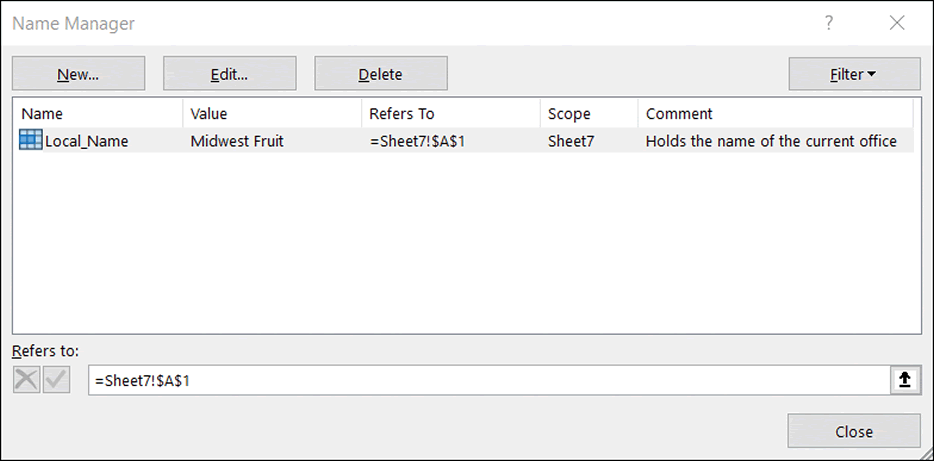 Name Manager ?
New... Edit... Delete Filter
Name Value Refers To Scope Comment
Local_Name Midwest Fruit =Sheet7!$A$1 Sheet7 Holds the name of the current office
Refers to:
=Sheet7!$A$1
Close